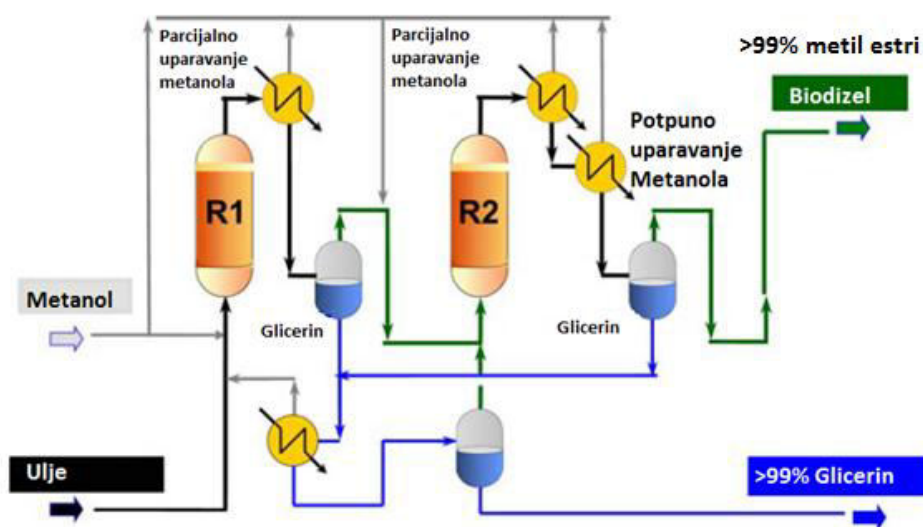 Parcijalno
uparavanje
metanola
Parcijalno
uparavanje
metanola
>99% metil estri
Biodizel
Potpuno
uparavanje
Metanola
R1
R2
Metanol
Glicerin
Glicerin
Ulje
>99% Glicerin